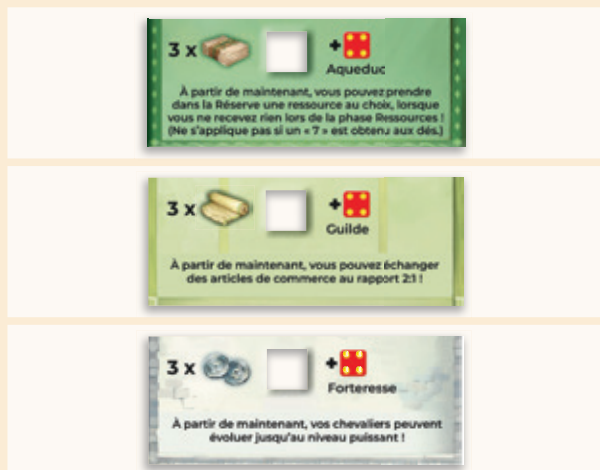 3 x +
Aqueduc
À partir de maintenant, vous pouvez prendre
dans la Réserve une ressource au choix, lorsque
vous ne recevez rien lors de la phase Ressources !
(Ne s'applique pas si un « 7 » est obtenu aux dés.)
3 x +
Guilde
À partir de maintenant, vous pouvez échanger
des articles de commerce au rapport 2:1 !
3 x +
Forteresse
À partir de maintenant, vos chevaliers peuvent
évoluer jusqu'au niveau puissant !